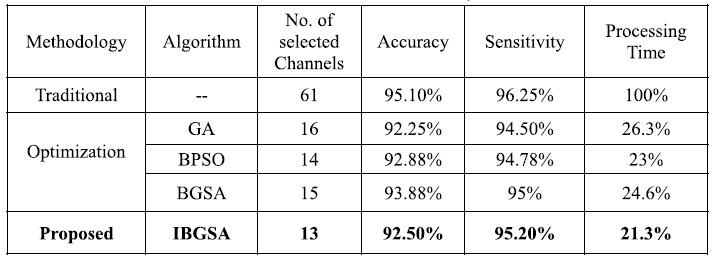 Methodology Algorithm No. of selected Channels Accuracy Sensitivity Processing Time
Traditional -- 61 95.10% 96.25% 100%
Optimization GA 16 92.25% 94.50% 26.3%
BPSO 14 92.88% 94.78% 23%
BGSA 15 93.88% 95% 24.6%
Proposed IBGSA 13 92.50% 95.20% 21.3%